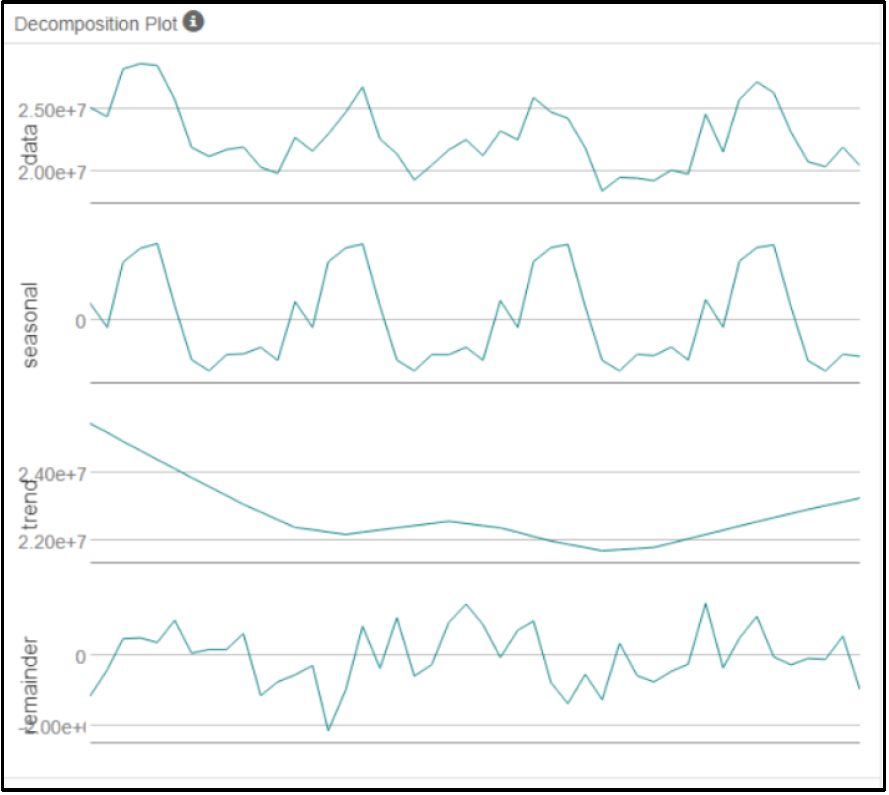 Decomposition Plot i
2.50e+7
data
2.00e+7
seasonal
0
2.40e+7
trend
2.20e+7
remainder
0